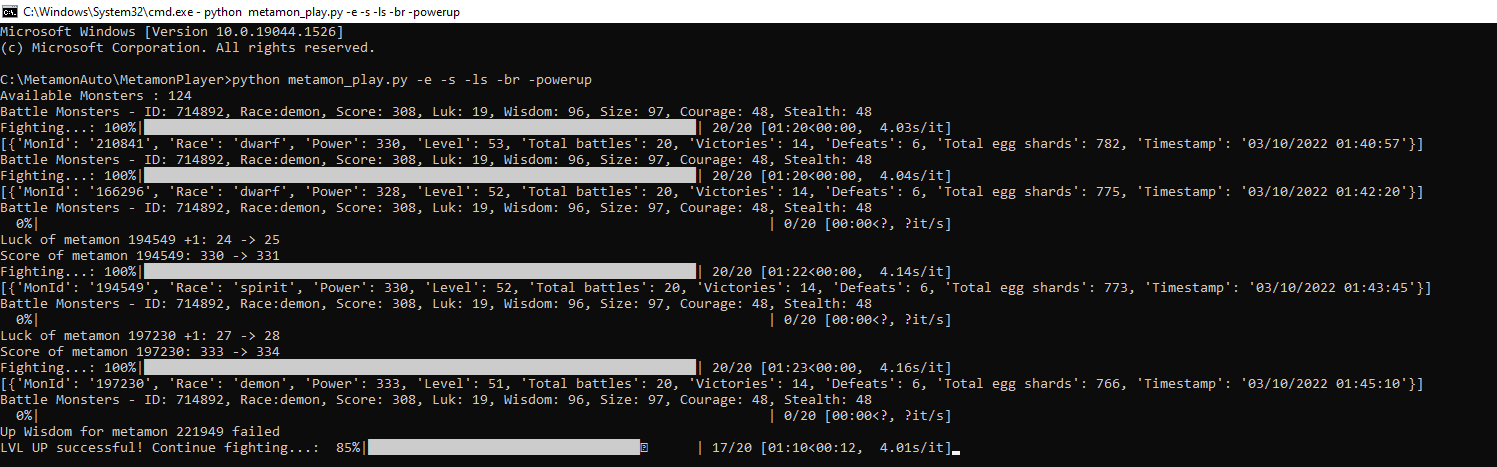 C:\Windows\System32\cmd.exe - python  metamon_play.py -e -s -ls -br -powerup
Microsoft Windows [Version 10.0.19044.1526]
(c) Microsoft Corporation. All rights reserved.
C:\MetamonAuto\MetamonPlayer>python metamon_play.py -e -s -ls -br -powerup
Available Monsters : 124
Battle Monsters - ID: 714892, Race:demon, Score: 308, Luk: 19, Wisdom: 96, Size: 97, Courage: 48, Stealth: 48
Fighting...: 100%| | 20/20 [01:20<00:00,  4.03s/it]
[{'MonId': '210841', 'Race': 'dwarf', 'Power': 330, 'Level': 53, 'Total battles': 20, 'Victories': 14, 'Defeats': 6, 'Total egg shards': 782, 'Timestamp': '03/10/2022 01:40:57'}]
Battle Monsters - ID: 714892, Race:demon, Score: 308, Luk: 19, Wisdom: 96, Size: 97, Courage: 48, Stealth: 48
Fighting...: 100%| | 20/20 [01:20<00:00,  4.04s/it]
[{'MonId': '166296', 'Race': 'dwarf', 'Power': 328, 'Level': 52, 'Total battles': 20, 'Victories': 14, 'Defeats': 6, 'Total egg shards': 775, 'Timestamp': '03/10/2022 01:42:20'}]
Battle Monsters - ID: 714892, Race:demon, Score: 308, Luk: 19, Wisdom: 96, Size: 97, Courage: 48, Stealth: 48
0%| | 0/20 [00:00<?, ?it/s]
Luck of metamon 194549 +1: 24 -> 25
Score of metamon 194549: 330 -> 331
Fighting...: 100%| | 20/20 [01:22<00:00,  4.14s/it]
[{'MonId': '194549', 'Race': 'spirit', 'Power': 330, 'Level': 52, 'Total battles': 20, 'Victories': 14, 'Defeats': 6, 'Total egg shards': 773, 'Timestamp': '03/10/2022 01:43:45'}]
Battle Monsters - ID: 714892, Race:demon, Score: 308, Luk: 19, Wisdom: 96, Size: 97, Courage: 48, Stealth: 48
0%| | 0/20 [00:00<?, ?it/s]
Luck of metamon 197230 +1: 27 -> 28
Score of metamon 197230: 333 -> 334
Fighting...: 100%| | 20/20 [01:23<00:00,  4.16s/it]
[{'MonId': '197230', 'Race': 'demon', 'Power': 333, 'Level': 51, 'Total battles': 20, 'Victories': 14, 'Defeats': 6, 'Total egg shards': 766, 'Timestamp': '03/10/2022 01:45:10'}]
Battle Monsters - ID: 714892, Race:demon, Score: 308, Luk: 19, Wisdom: 96, Size: 97, Courage: 48, Stealth: 48
0%| | 0/20 [00:00<?, ?it/s]
Up Wisdom for metamon 221949 failed
LVL UP successful! Continue fighting...:  85%| | 17/20 [01:10<00:12,  4.01s/it]